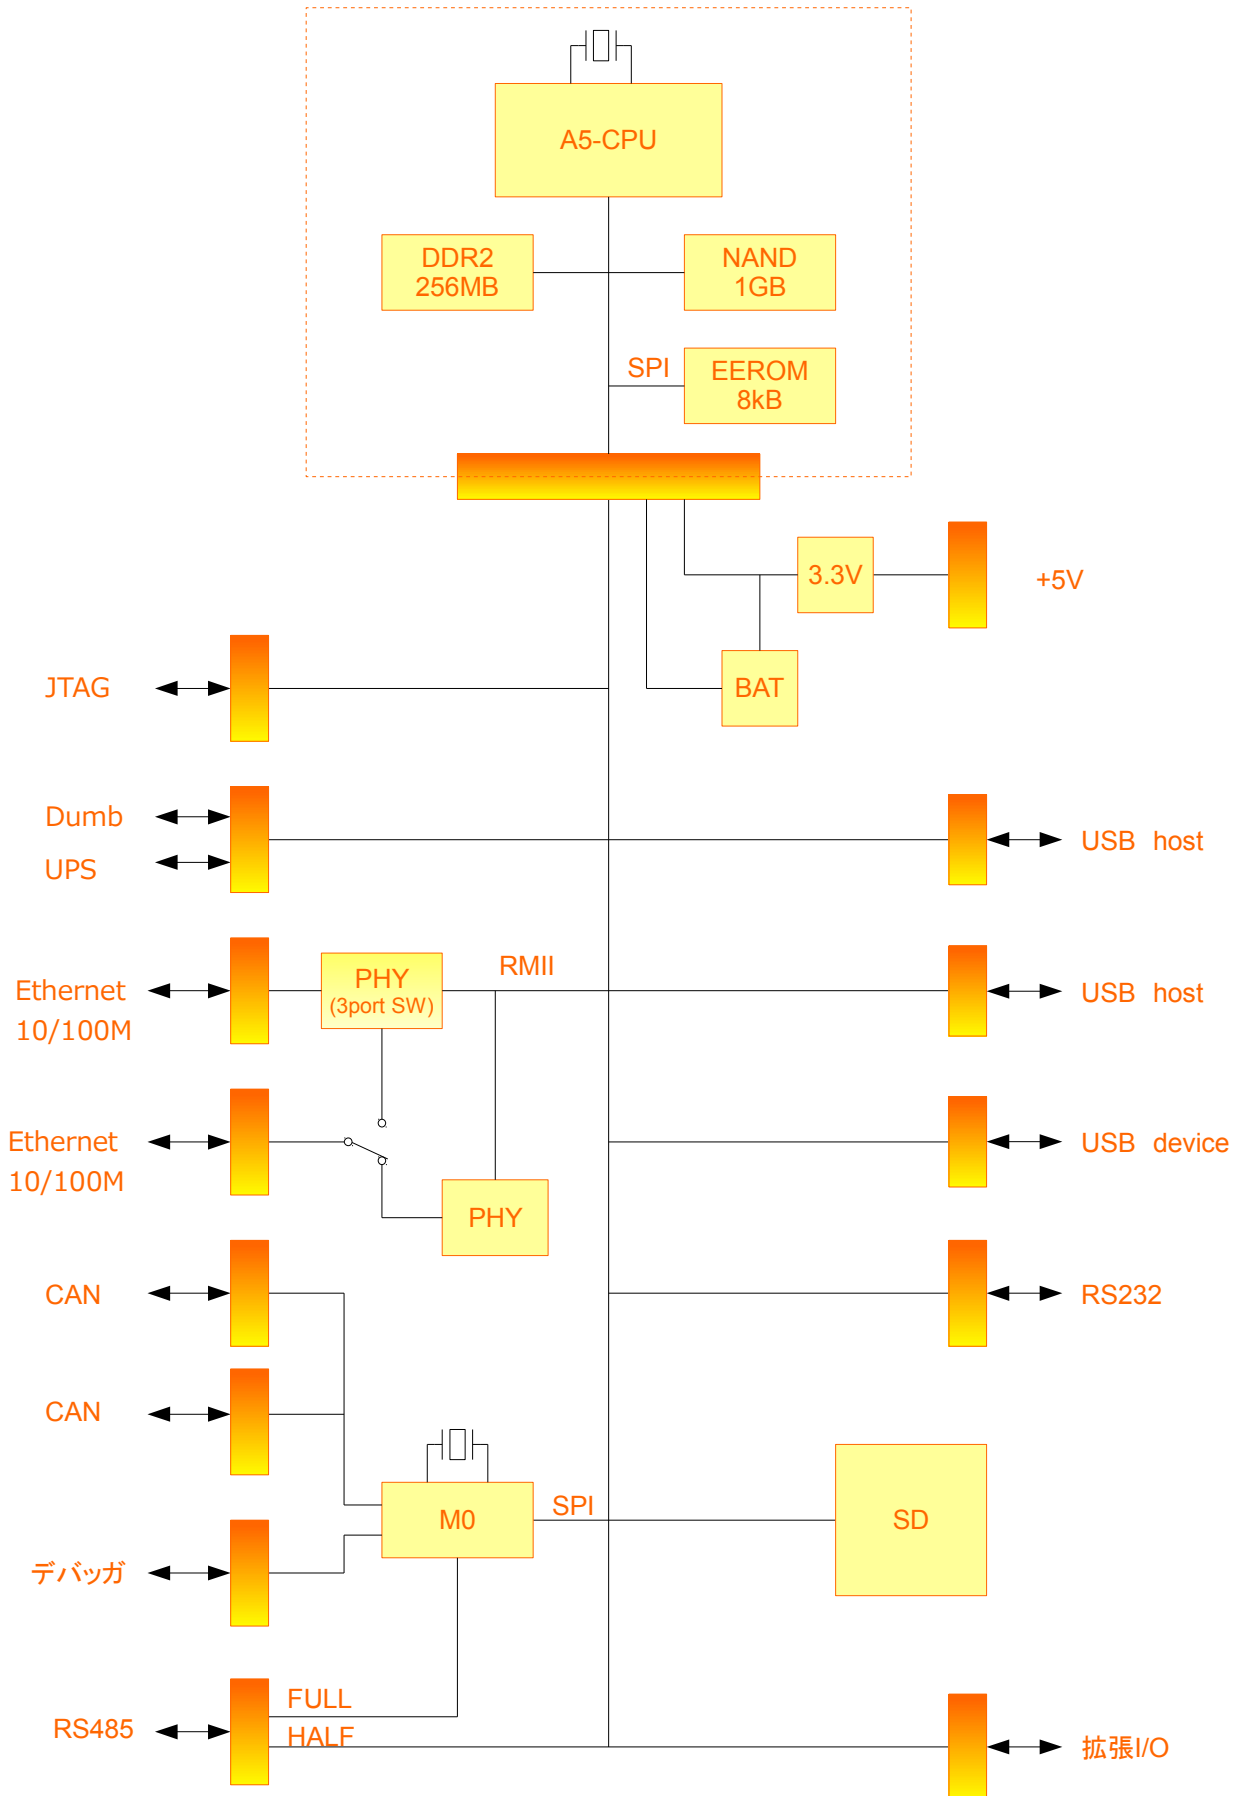 A5-CPU
DDR2
256MB
NAND
1GB
SPI
EEROM
8kB
3.3V
+5V
JTAG
BAT
Dumb
UPS
USB host
Ethernet
10/100M
PHY
(3port SW)
RMII
USB host
Ethernet
10/100M
USB device
PHY
CAN
RS232
CAN
M0
SPI
SD
デバッガ
RS485
FULL
HALF
拡張I/O